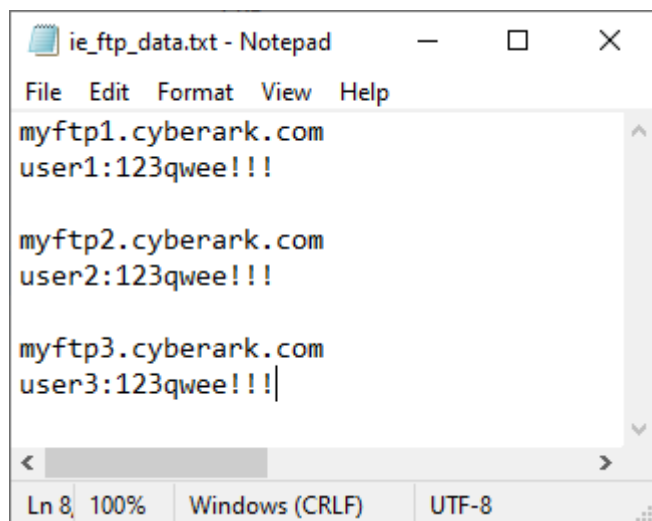 ie_ftp_data.txt - Notepad
File Edit Format View Help
myftp1.cyberark.com
user1:123qwee!!!
myftp2.cyberark.com
user2:123qwee!!!
myftp3.cyberark.com
user3:123qwee!!!
Ln 8, 100% Windows (CRLF) UTF-8